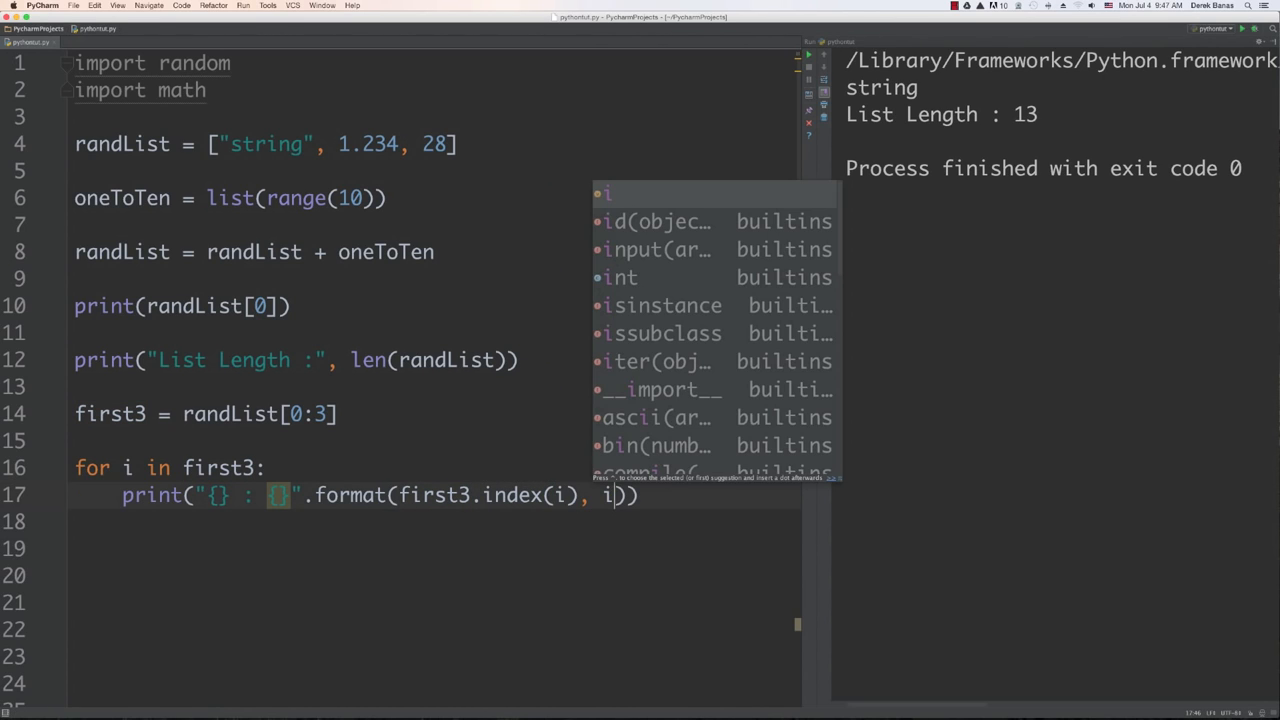 PyCharm File Edit View Navigate Code Refactor Run Tools VCS Window Help 10 Mon Jul 4 9:47 AM Derek Banas
pythontut.py - PycharmProjects - [~/PycharmProjects]
PycharmProjects pythontut.py pythontut
pythontut.py
Run pythontut
1 import random
2 import math
3
4 randList = ["string", 1.234, 28]
5
6 oneToTen = list(range(10))
7
8 randList = randList + oneToTen
9
10 print(randList[0])
11
12 print("List Length :", len(randList))
13
14 first3 = randList[0:3]
15
16 for i in first3:
17 print("{} : {}".format(first3.index(i), i))
18
19
20
21
22
23
24
i
id(objec… builtins
input(ar… builtins
int builtins
isinstance builti…
issubclass builti…
iter(obj… builtins
__import__ builti…
ascii(ar… builtins
bin(numb… builtins
compile( builtins
Press ^. to choose the selected (or first) suggestion and insert a dot afterwards >>
/Library/Frameworks/Python.framework
string
List Length : 13
Process finished with exit code 0
17:46 LF‡ UTF-8‡